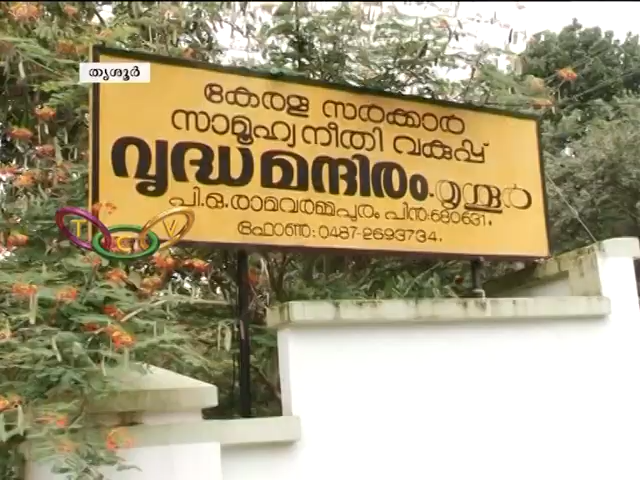 തൃശൂർ
കേരള സർക്കാർ
സാമൂഹ്യനീതി വകുപ്പ്
വൃദ്ധമന്ദിരം-തൃശ്ശൂർ
പി.ഒ.രാമവർമ്മപുരം പിൻ:680631.
ഫോൺ:0487-2693734.
TCV